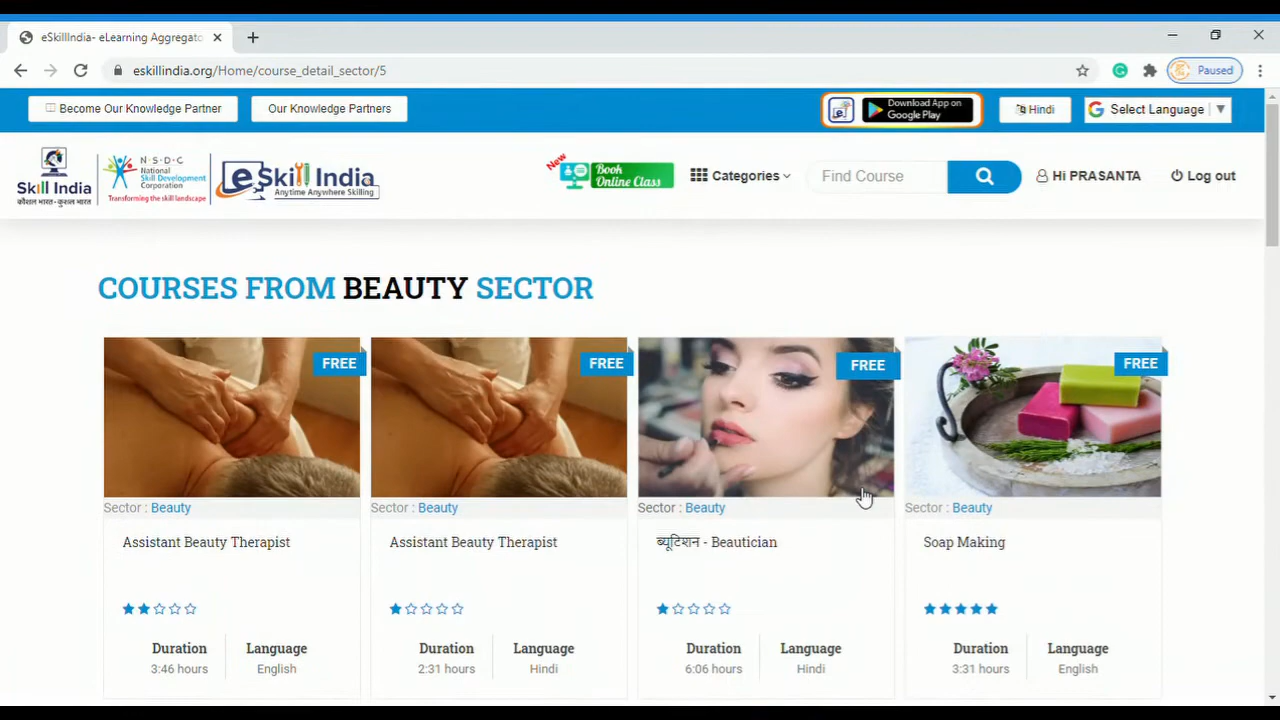 eSkillIndia- eLearning Aggregato
eskillindia.org/Home/course_detail_sector/5
Paused
Become Our Knowledge Partner
Our Knowledge Partners
Download App on
Google Play
Hindi
Select Language
Skill India
कौशल भारत - कुशल भारत
N·S·D·C
National
Skill Development
Corporation
Transforming the skill landscape
eSkill India
Anytime Anywhere Skilling
New
Book
Online Class
Categories
Find Course
Hi PRASANTA
Log out
COURSES FROM BEAUTY SECTOR
FREE
FREE
FREE
FREE
Sector : Beauty
Sector : Beauty
Sector : Beauty
Sector : Beauty
Assistant Beauty Therapist
Assistant Beauty Therapist
ब्यूटिशन - Beautician
Soap Making
Duration Language
3:46 hours English
Duration Language
2:31 hours Hindi
Duration Language
6:06 hours Hindi
Duration Language
3:31 hours English